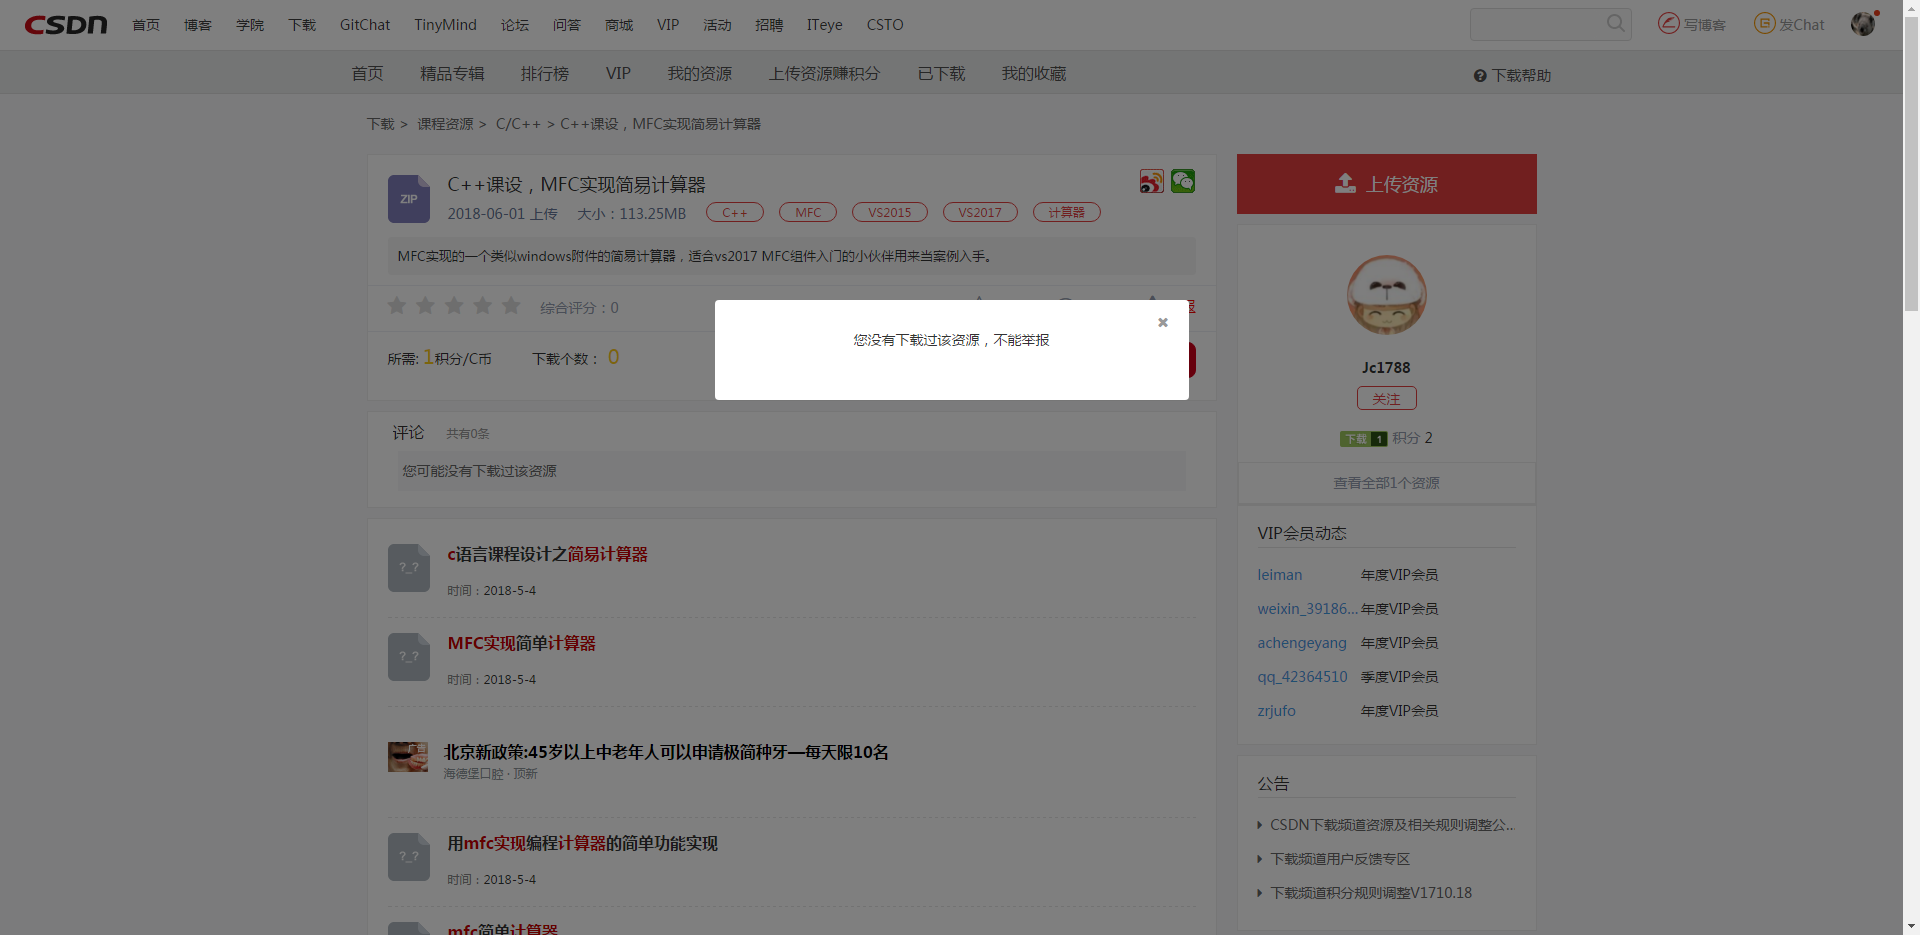 CSDN 首页 博客 学院 下载 GitChat TinyMind 论坛 问答 商城 VIP 活动 招聘 ITeye CSTO 写博客 发Chat
首页 精品专辑 排行榜 VIP 我的资源 上传资源赚积分 已下载 我的收藏 下载帮助
下载 > 课程资源 > C/C++ > C++课设，MFC实现简易计算器
ZIP
C++课设，MFC实现简易计算器
2018-06-01 上传 大小：113.25MB C++ MFC VS2015 VS2017 计算器
MFC实现的一个类似windows附件的简易计算器，适合vs2017 MFC组件入门的小伙伴用来当案例入手。
综合评分：0
您没有下载过该资源，不能举报
所需: 1积分/C币 下载个数： 0
评论 共有0条
您可能没有下载过该资源
?_?
c语言课程设计之简易计算器
时间：2018-5-4
?_?
MFC实现简单计算器
时间：2018-5-4
广告
北京新政策:45岁以上中老年人可以申请极简种牙—每天限10名
海德堡口腔 · 顶新
?_?
用mfc实现编程计算器的简单功能实现
时间：2018-5-4
mfc简单计算器
上传资源
Jc1788
关注
下载 1 积分 2
查看全部1个资源
VIP会员动态
leiman 年度VIP会员
weixin_39186... 年度VIP会员
achengeyang 年度VIP会员
qq_42364510 季度VIP会员
zrjufo 年度VIP会员
公告
CSDN下载频道资源及相关规则调整公...
下载频道用户反馈专区
下载频道积分规则调整V1710.18